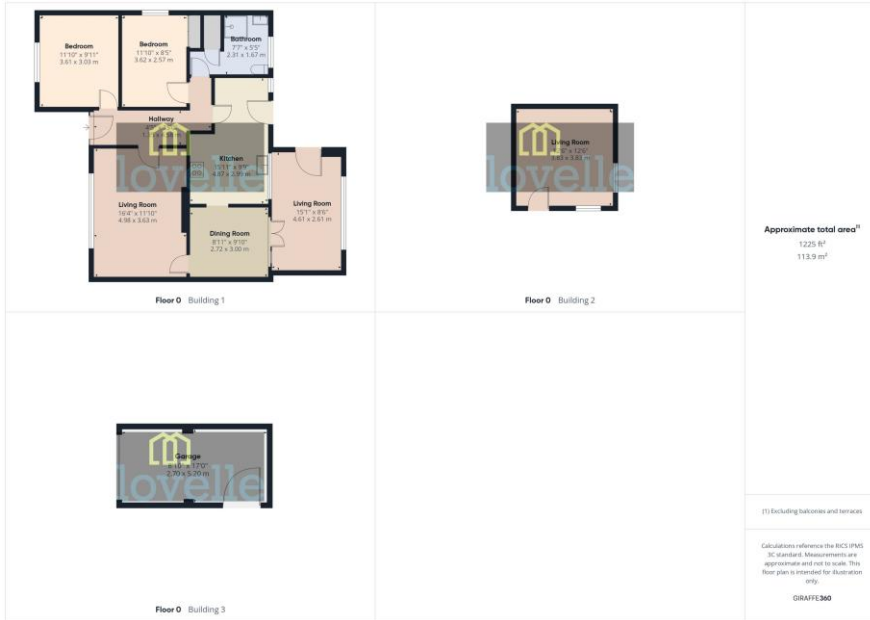 Bedroom
11'10" x 9'11"
3.61 x 3.03 m
Bedroom
11'10" x 8'5"
3.62 x 2.57 m
Bathroom
7'7" x 5'5"
2.31 x 1.67 m
Hallway
Kitchen
lovelle
Living Room
16'4" x 11'10"
4.98 x 3.63 m
Dining Room
8'11" x 9'10"
2.72 x 3.00 m
Living Room
15'1" x 8'6"
4.61 x 2.61 m
Floor 0 Building 1
Living Room
lovelle
Floor 0 Building 2
Garage
2.70 x 5.20 m
lovelle
Floor 0 Building 3
Approximate total area(1)
1225 ft²
113.9 m²
(1) Excluding balconies and terraces
Calculations reference the RICS IPMS
3C standard. Measurements are
approximate and not to scale. This
floor plan is intended for illustration
only.
GIRAFFE360